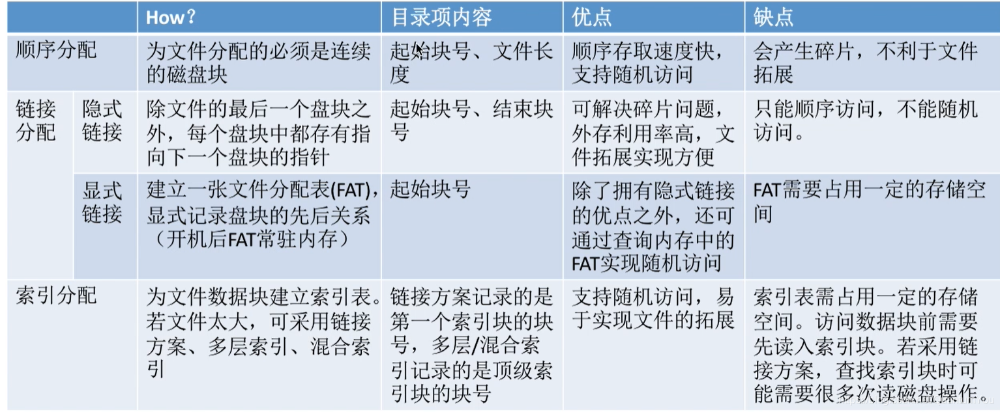 How?
目录项内容
优点
缺点
顺序分配
为文件分配的必须是连续
的磁盘块
起始块号、文件长
度
顺序存取速度快，
支持随机访问
会产生碎片，不利于文件
拓展
链接
分配
隐式
链接
除文件的最后一个盘块之
外，每个盘块中都存有指
向下一个盘块的指针
起始块号、结束块
号
可解决碎片问题，
外存利用率高，文
件拓展实现方便
只能顺序访问，不能随机
访问。
显式
链接
建立一张文件分配表(FAT)，
显式记录盘块的先后关系
（开机后FAT常驻内存）
起始块号
除了拥有隐式链接
的优点之外，还可
通过查询内存中的
FAT实现随机访问
FAT需要占用一定的存储空
间
索引分配
为文件数据块建立索引表。
若文件太大，可采用链接
方案、多层索引、混合索
引
链接方案记录的是
第一个索引块的块
号，多层/混合索
引记录的是顶级索
引块的块号
支持随机访问，易
于实现文件的拓展
索引表需占用一定的存储
空间。访问数据块前需要
先读入索引块。若采用链
接方案，查找索引块时可
能需要很多次读磁盘操作。